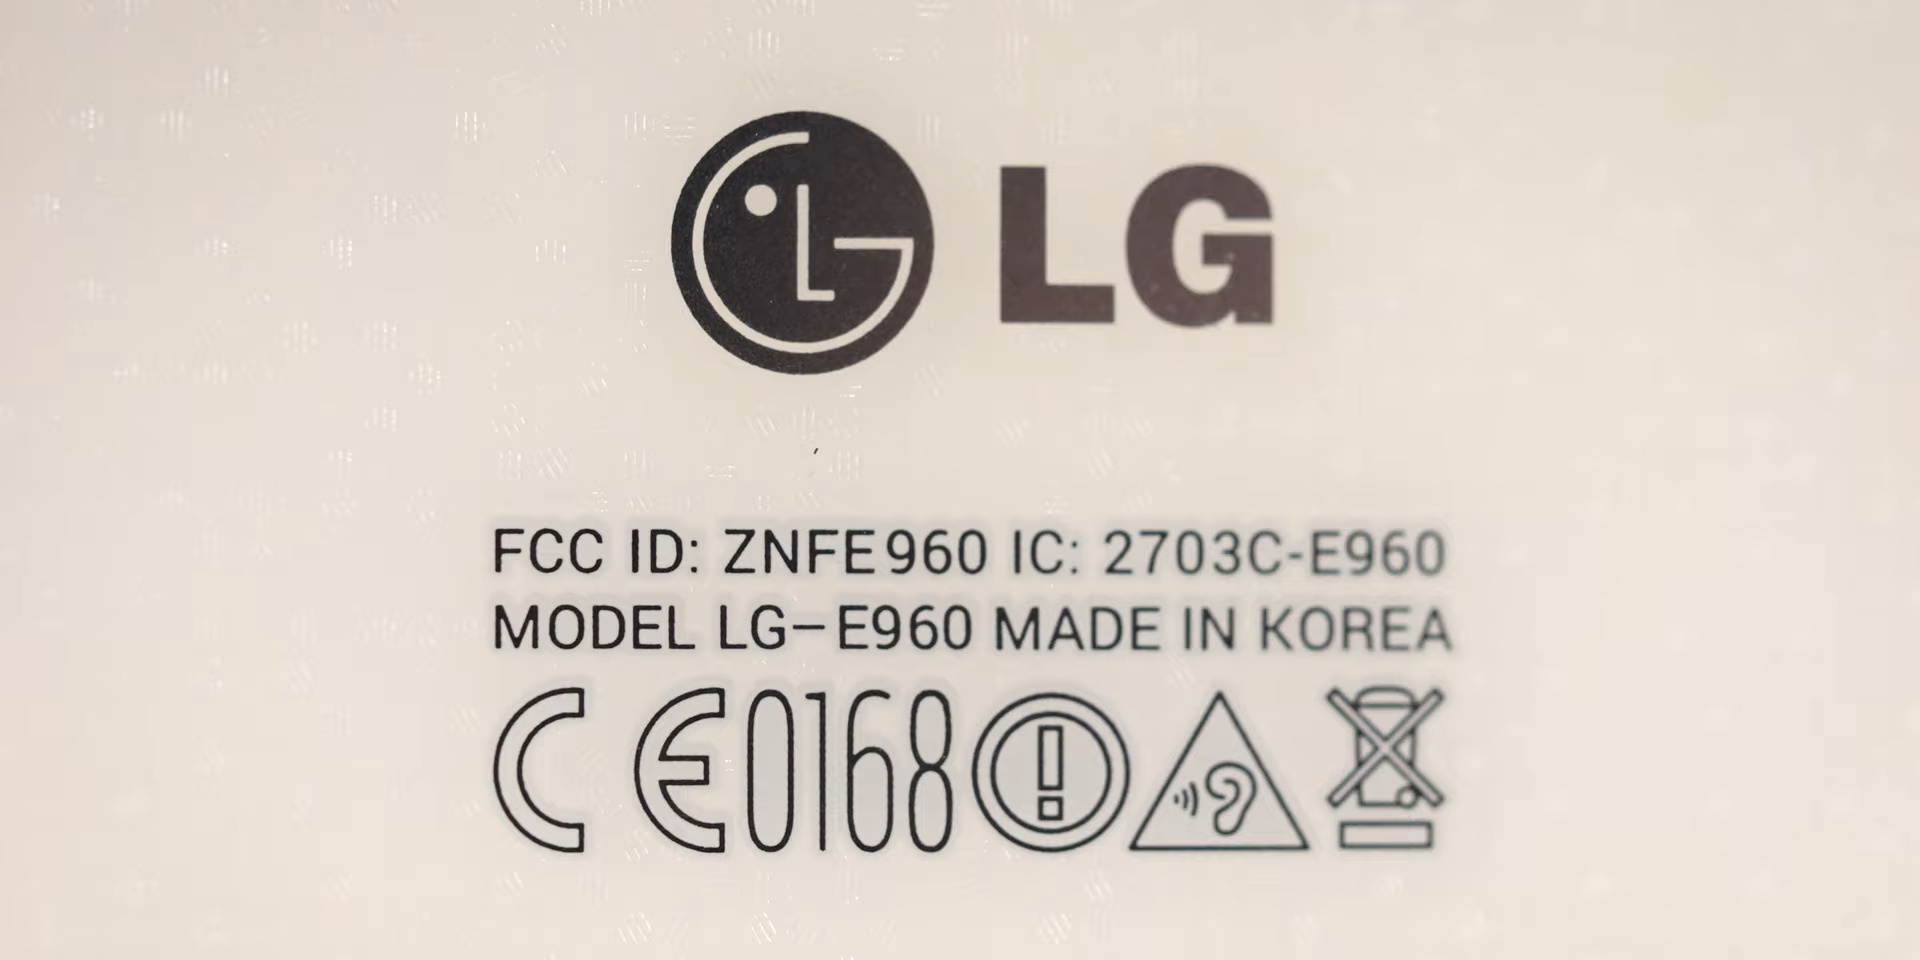 LG
FCC ID: ZNFE960 IC: 2703C-E960
MODEL LG-E960 MADE IN KOREA
CE0168